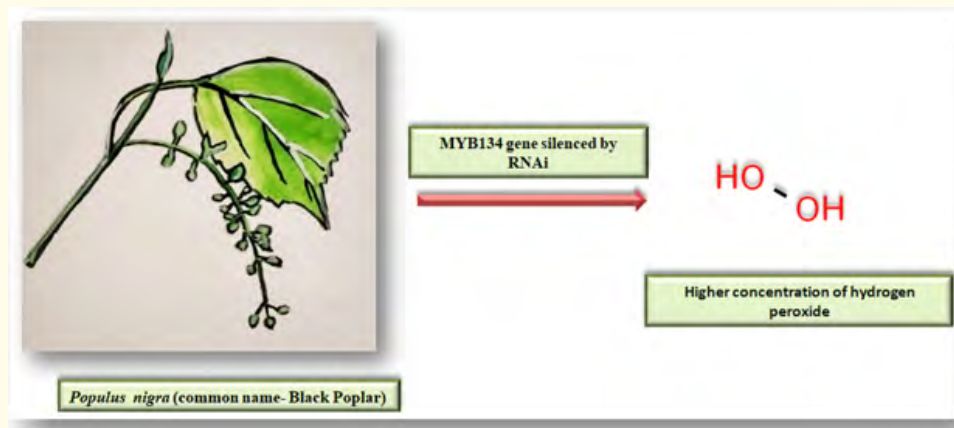 MYB134 gene silenced by
RNAi
HO
OH
Higher concentration of hydrogen
peroxide
Populus nigra (common name- Black Poplar)